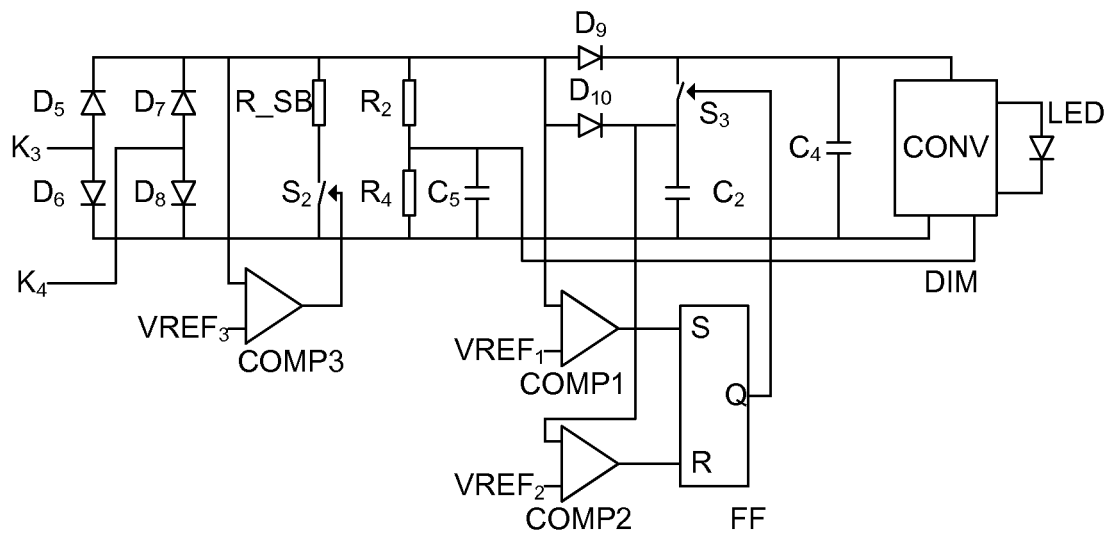 D9
D10
D5 D7 R_SB R2 S3 LED
K3 C4 CONV
D6 D8 S2 R4 C5 C2
K4 DIM
VREF3
COMP3 S
VREF1
COMP1
Q
VREF2 R
COMP2 FF